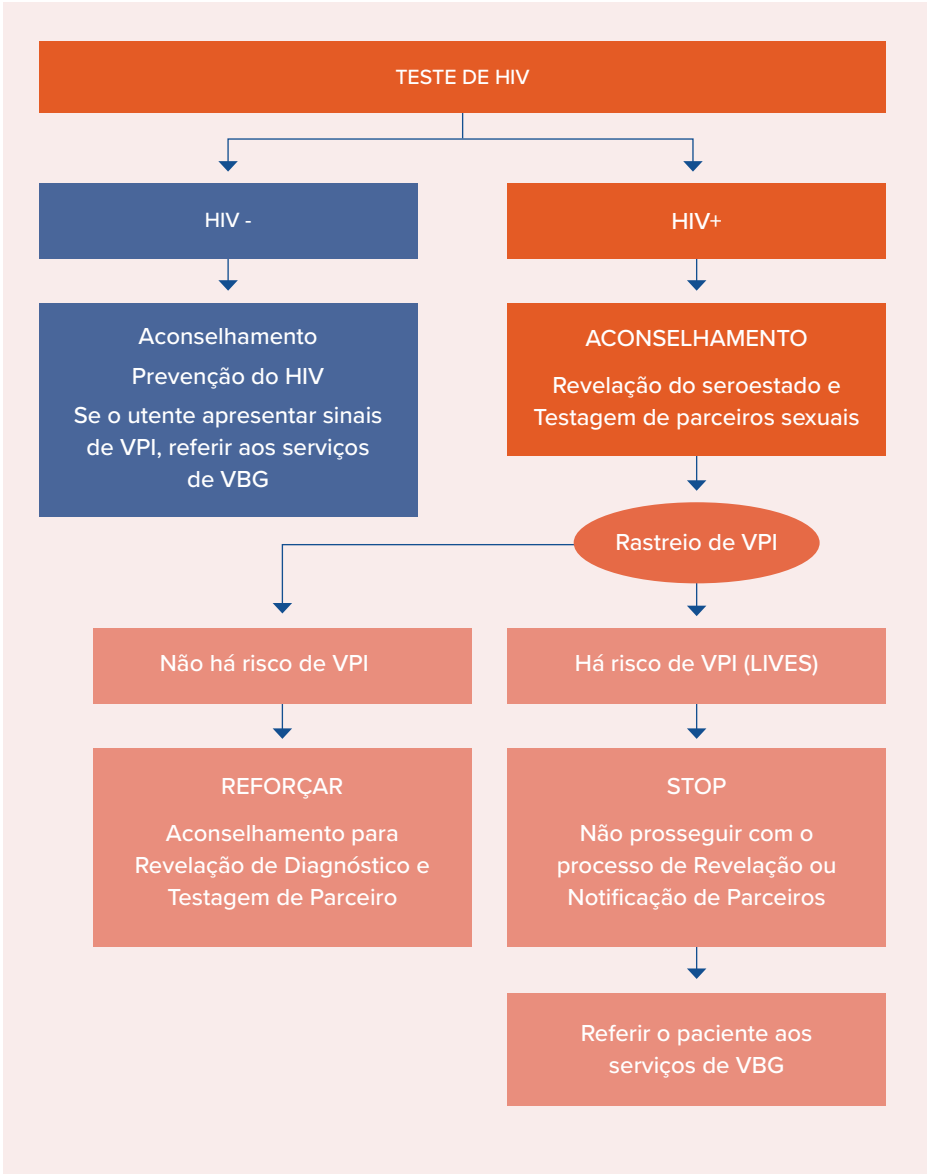 TESTE DE HIV
HIV -
HIV+
Aconselhamento
Prevenção do HIV
Se o utente apresentar sinais
de VPI, referir aos serviços
de VBG
ACONSELHAMENTO
Revelação do seroestado e
Testagem de parceiros sexuais
Rastreio de VPI
Não há risco de VPI
Há risco de VPI (LIVES)
REFORÇAR
Aconselhamento para
Revelação de Diagnóstico e
Testagem de Parceiro
STOP
Não prosseguir com o
processo de Revelação ou
Notificação de Parceiros
Referir o paciente aos
serviços de VBG